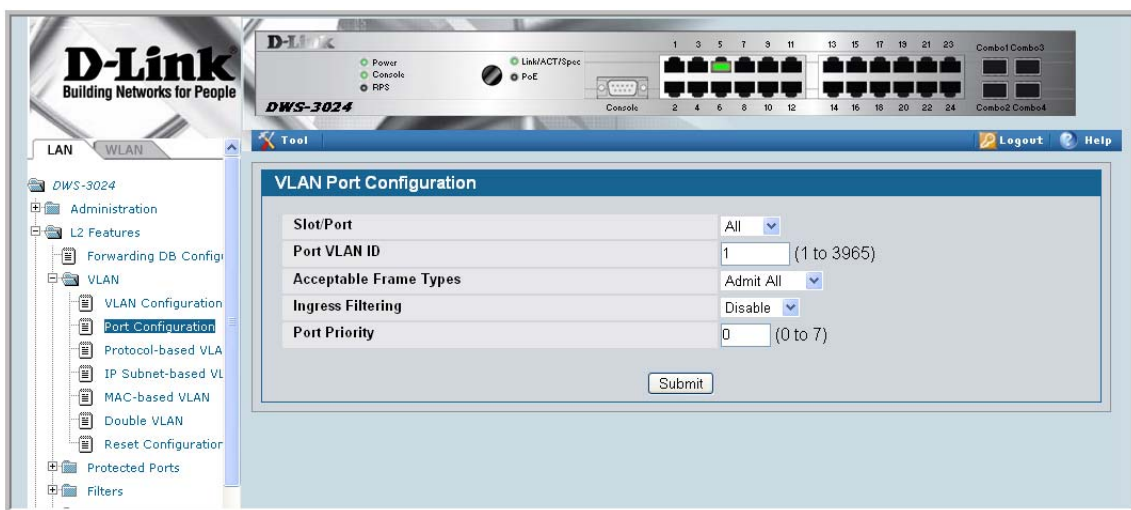 D-Link
Building Networks for People
D-Link
Power
Console
RPS
Link/ACT/Spec
PoE
DWS-3024
Console
1 3 5 7 9 11 13 15 17 19 21 23
2 4 6 8 10 12 14 16 18 20 22 24
Combo1 Combo3
Combo2 Combo4
LAN
WLAN
Tool
Logout
Help
DWS-3024
Administration
L2 Features
Forwarding DB Config
VLAN
VLAN Configuration
Port Configuration
Protocol-based VLA
IP Subnet-based VL
MAC-based VLAN
Double VLAN
Reset Configuration
Protected Ports
Filters
VLAN Port Configuration
Slot/Port All
Port VLAN ID 1 (1 to 3965)
Acceptable Frame Types Admit All
Ingress Filtering Disable
Port Priority 0 (0 to 7)
Submit